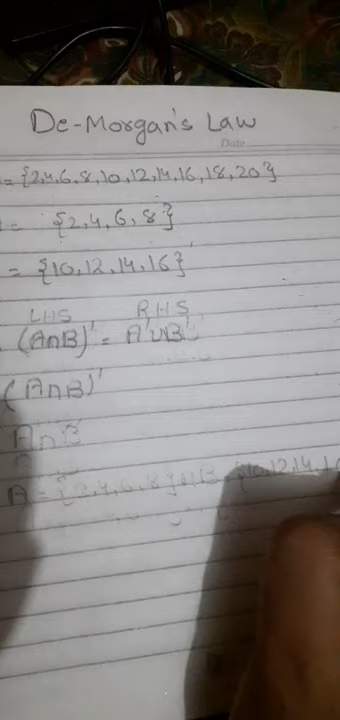 De-Morgan's Law
Date
= {2,4,6,8,10,12,14,16,18,20}
= {2,4,6,8}
= {10,12,14,16}
LHS RHS
(A∩B)' = A'∪B'
(A∩B)'
A∩B
A = {2,4,6,8} ∩ B = {10,12,14,16